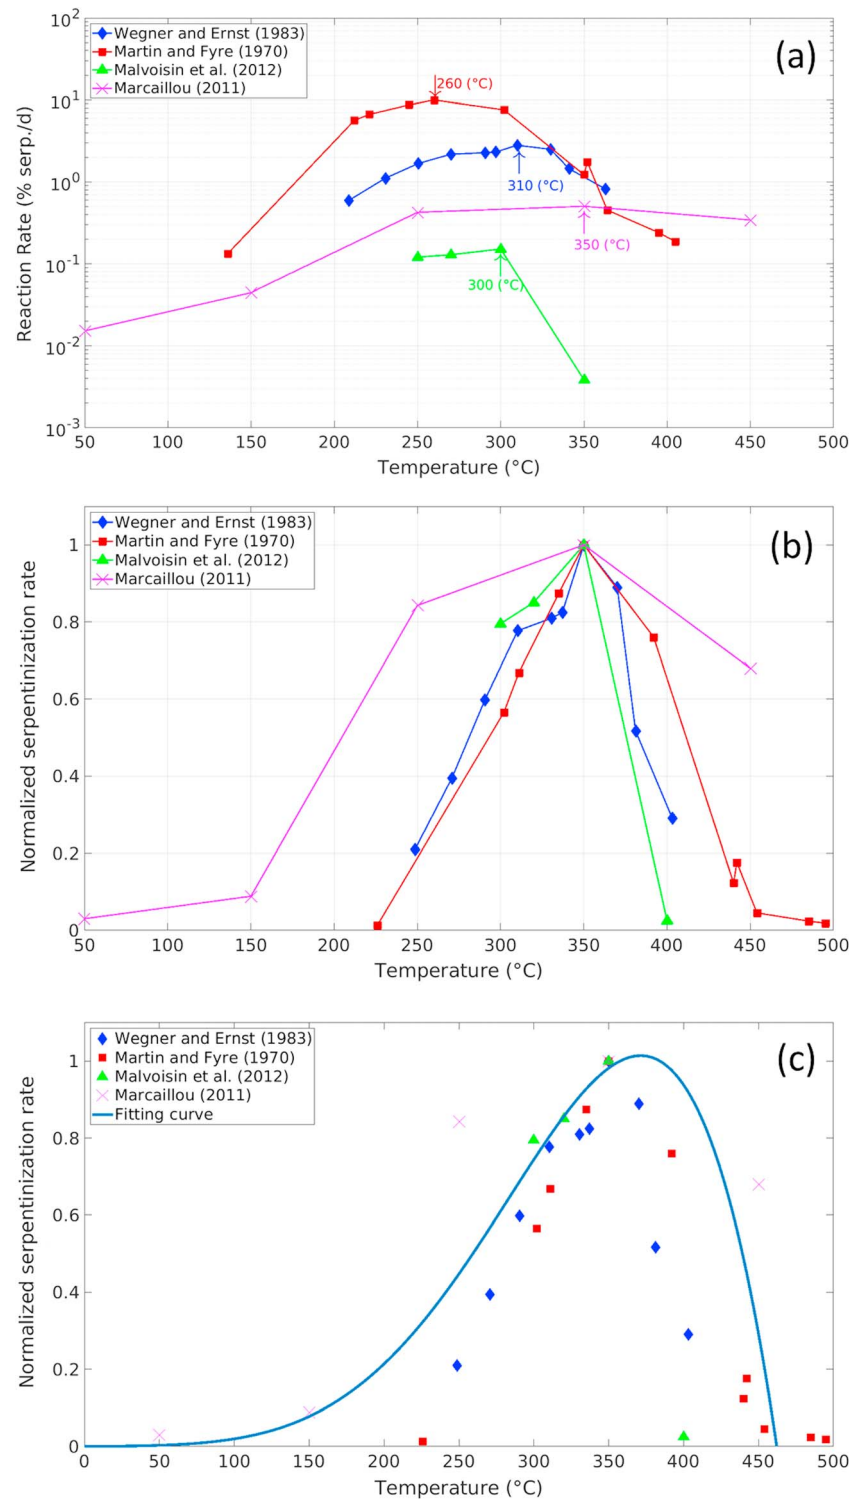 (a)
Wegner and Ernst (1983)
Martin and Fyre (1970)
Malvoisin et al. (2012)
Marcaillou (2011)
260 (°C)
310 (°C)
350 (°C)
300 (°C)
Reaction Rate (% serp./d)
10^2
10^1
10^0
10^-1
10^-2
10^-3
50 100 150 200 250 300 350 400 450 500
Temperature (°C)
(b)
Wegner and Ernst (1983)
Martin and Fyre (1970)
Malvoisin et al. (2012)
Marcaillou (2011)
Normalized serpentinization rate
1
0.8
0.6
0.4
0.2
0
50 100 150 200 250 300 350 400 450 500
Temperature (°C)
(c)
Wegner and Ernst (1983)
Martin and Fyre (1970)
Malvoisin et al. (2012)
Marcaillou (2011)
Fitting curve
Normalized serpentinization rate
1
0.8
0.6
0.4
0.2
0
0 50 100 150 200 250 300 350 400 450 500
Temperature (°C)